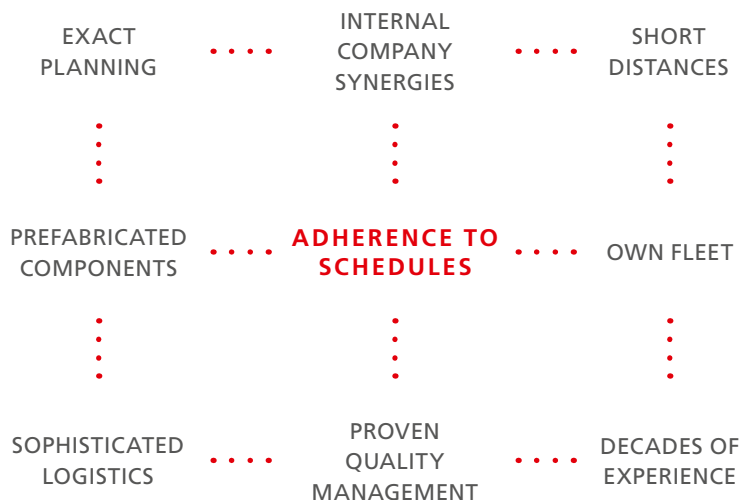 EXACT
PLANNING
INTERNAL
COMPANY
SYNERGIES
SHORT
DISTANCES
PREFABRICATED
COMPONENTS
ADHERENCE TO
SCHEDULES
OWN FLEET
SOPHISTICATED
LOGISTICS
PROVEN
QUALITY
MANAGEMENT
DECADES OF
EXPERIENCE